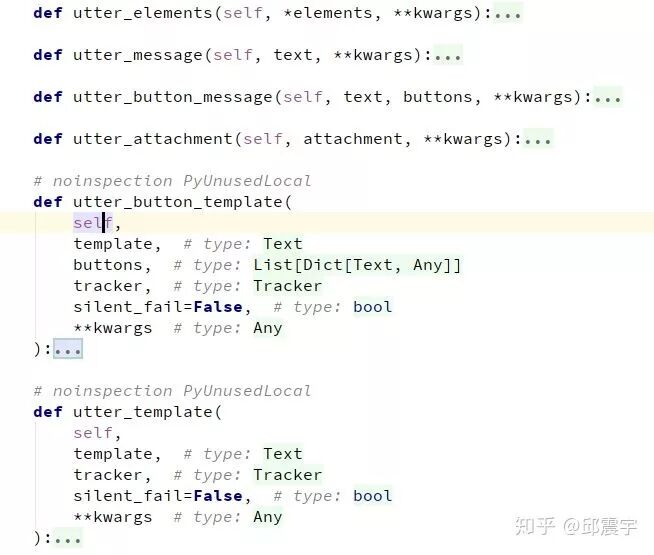 def utter_elements(self, *elements, **kwargs):...
def utter_message(self, text, **kwargs):...
def utter_button_message(self, text, buttons, **kwargs):...
def utter_attachment(self, attachment, **kwargs):...
# noinspection PyUnusedLocal
def utter_button_template(
self,
template,  # type: Text
buttons,  # type: List[Dict[Text, Any]]
tracker,  # type: Tracker
silent_fail=False,  # type: bool
**kwargs  # type: Any
):...
# noinspection PyUnusedLocal
def utter_template(
self,
template,  # type: Text
tracker,  # type: Tracker
silent_fail=False,  # type: bool
**kwargs  # type: Any
):...
知乎 @邱震宇